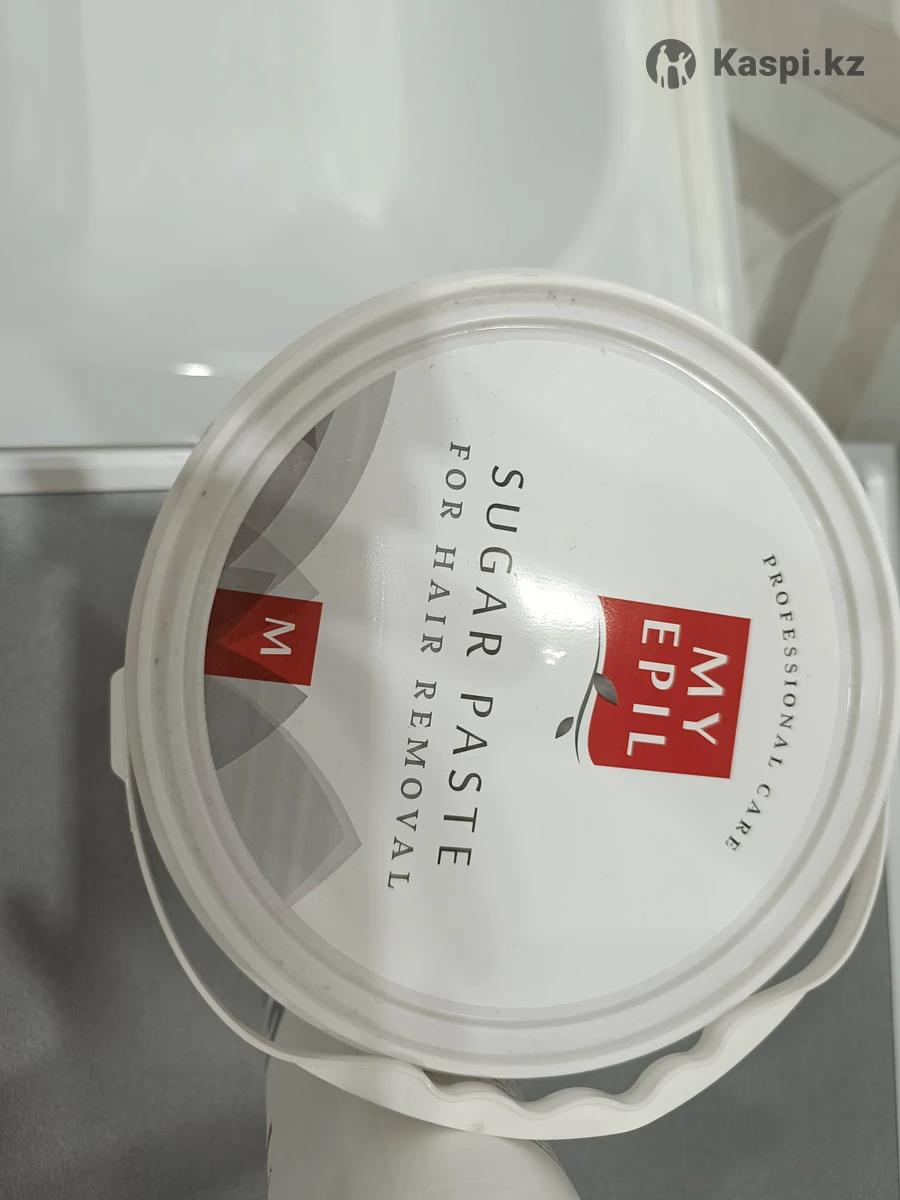 Kaspi.kz
PROFESSIONAL CARE
MY
EPIL
SUGAR PASTE
FOR HAIR REMOVAL
M